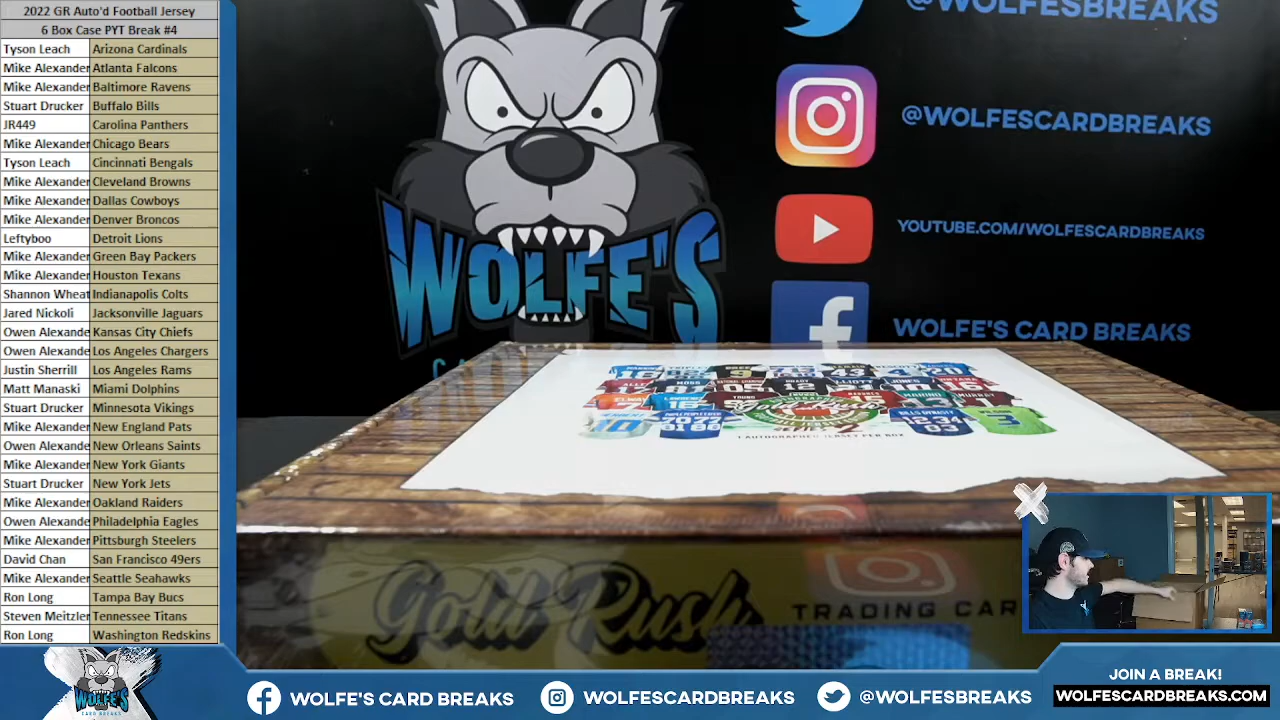 2022 GR Auto'd Football Jersey
6 Box Case PYT Break #4
Tyson Leach Arizona Cardinals
Mike Alexander Atlanta Falcons
Mike Alexander Baltimore Ravens
Stuart Drucker Buffalo Bills
JR449 Carolina Panthers
Mike Alexander Chicago Bears
Tyson Leach Cincinnati Bengals
Mike Alexander Cleveland Browns
Mike Alexander Dallas Cowboys
Mike Alexander Denver Broncos
Leftyboo Detroit Lions
Mike Alexander Green Bay Packers
Mike Alexander Houston Texans
Shannon Wheat Indianapolis Colts
Jared Nickoli Jacksonville Jaguars
Owen Alexande Kansas City Chiefs
Owen Alexande Los Angeles Chargers
Justin Sherrill Los Angeles Rams
Matt Manaski Miami Dolphins
Stuart Drucker Minnesota Vikings
Mike Alexander New England Pats
Owen Alexande New Orleans Saints
Mike Alexander New York Giants
Stuart Drucker New York Jets
Mike Alexander Oakland Raiders
Owen Alexande Philadelphia Eagles
Mike Alexander Pittsburgh Steelers
David Chan San Francisco 49ers
Mike Alexander Seattle Seahawks
Ron Long Tampa Bay Bucs
Steven Meitzler Tennessee Titans
Ron Long Washington Redskins
@WOLFESBREAKS
@WOLFESCARDBREAKS
YOUTUBE.COM/WOLFESCARDBREAKS
WOLFE'S CARD BREAKS
WOLFE'S
1 AUTOGRAPHED JERSEY PER BOX
Gold Rush
TRADING CAR
WOLFE'S
CARD BREAKS
WOLFE'S CARD BREAKS
WOLFESCARDBREAKS
@WOLFESBREAKS
JOIN A BREAK!
WOLFESCARDBREAKS.COM